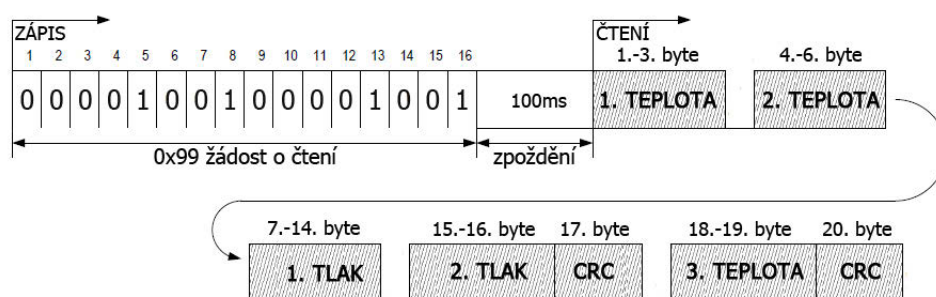 ZÁPIS
1 2 3 4 5 6 7 8 9 10 11 12 13 14 15 16
0 0 0 0 1 0 0 1 0 0 0 0 1 0 0 1
0x99 žádost o čtení
100ms
zpoždění
ČTENÍ
1.-3. byte
1. TEPLOTA
4.-6. byte
2. TEPLOTA
7.-14. byte
1. TLAK
15.-16. byte
2. TLAK
17. byte
CRC
18.-19. byte
3. TEPLOTA
20. byte
CRC